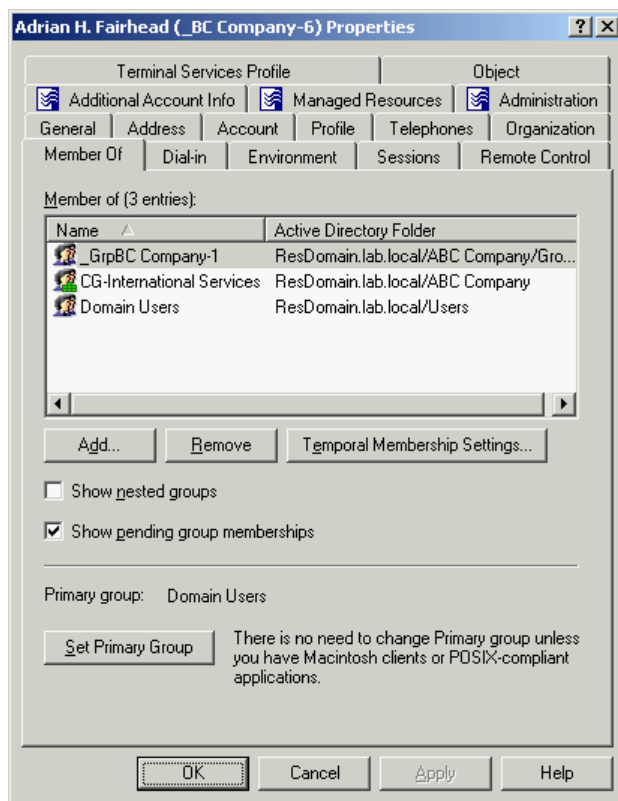 Adrian H. Fairhead (_BC Company-6) Properties
Terminal Services Profile Object
Additional Account Info Managed Resources Administration
General Address Account Profile Telephones Organization
Member Of Dial-in Environment Sessions Remote Control
Member of (3 entries):
Name Active Directory Folder
_GrpBC Company-1 ResDomain.lab.local/ABC Company/Gro...
CG-International Services ResDomain.lab.local/ABC Company
Domain Users ResDomain.lab.local/Users
Add... Remove Temporal Membership Settings...
Show nested groups
Show pending group memberships
Primary group: Domain Users
Set Primary Group
There is no need to change Primary group unless
you have Macintosh clients or POSIX-compliant
applications.
OK Cancel Apply Help